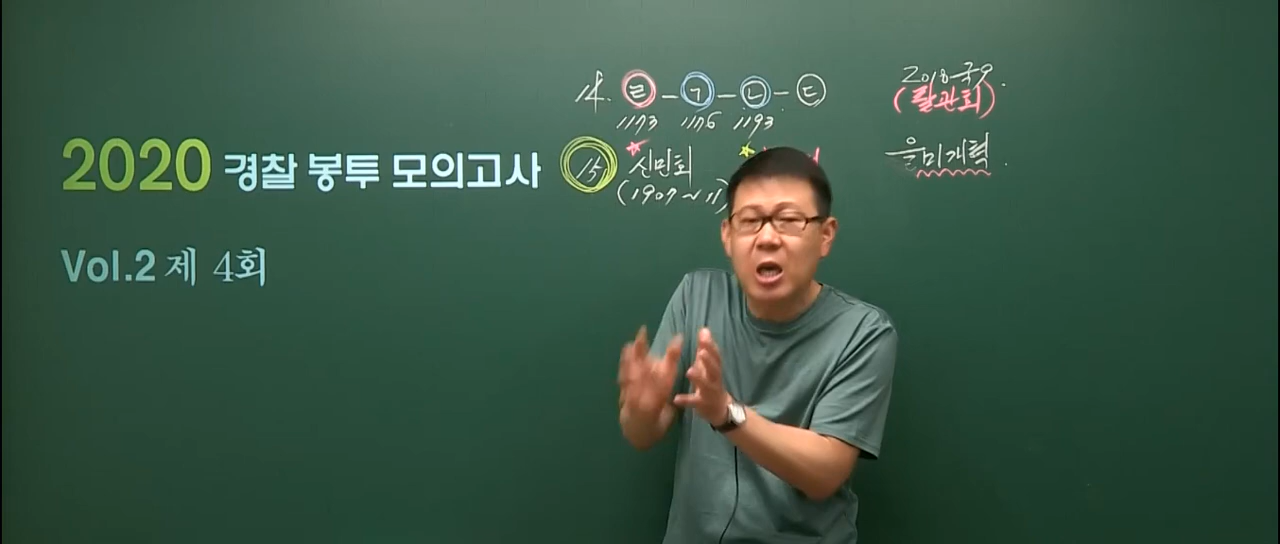 2020 경찰 봉투 모의고사
Vol.2 제 4회
14. ㄹ - ㄱ - ㄴ - ㄷ
1173 1176 1193
15. 신민회
(1907~11)
2018 국9.
(팔관회)
을미개혁.